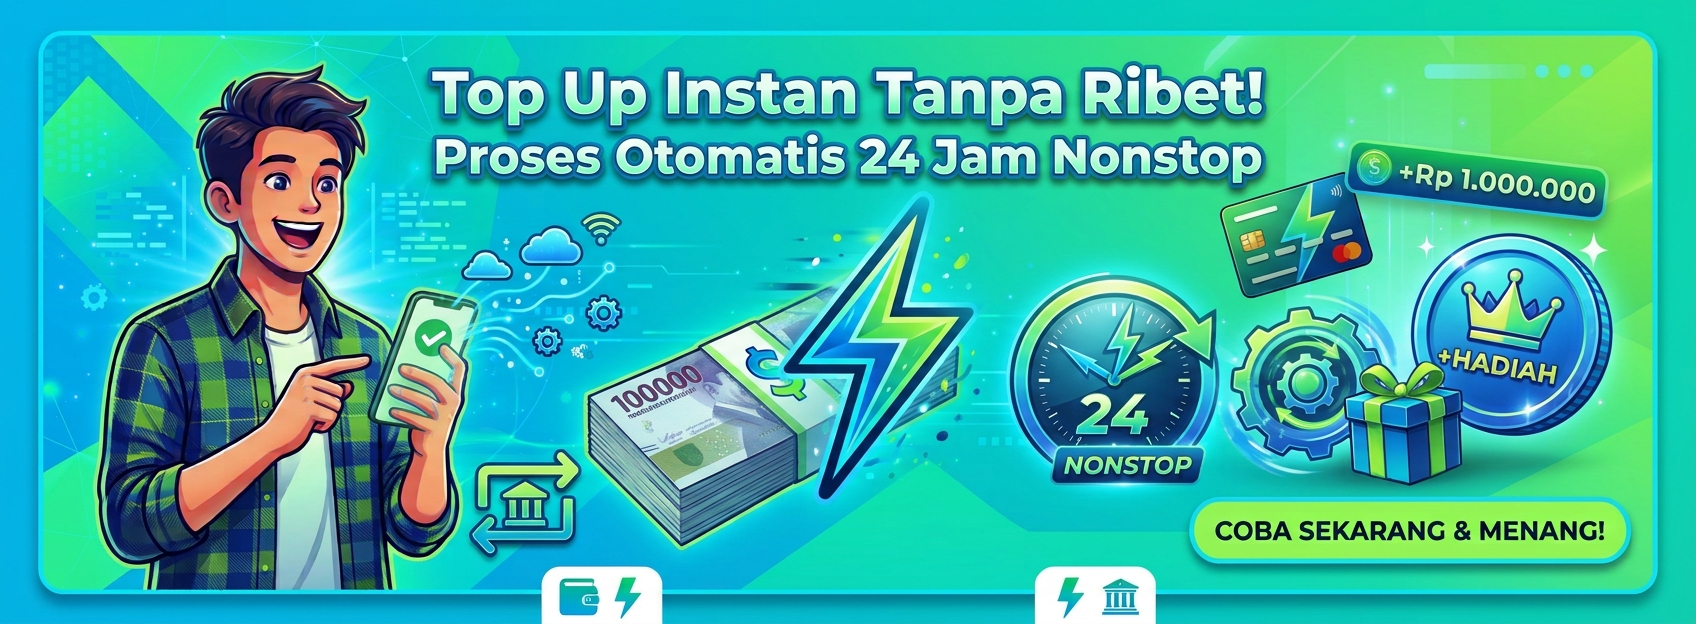 Top Up Instan Tanpa Ribet!
Proses Otomatis 24 Jam Nonstop
+Rp 1.000.000
100000
24
NONSTOP
+HADIAH
COBA SEKARANG & MENANG!